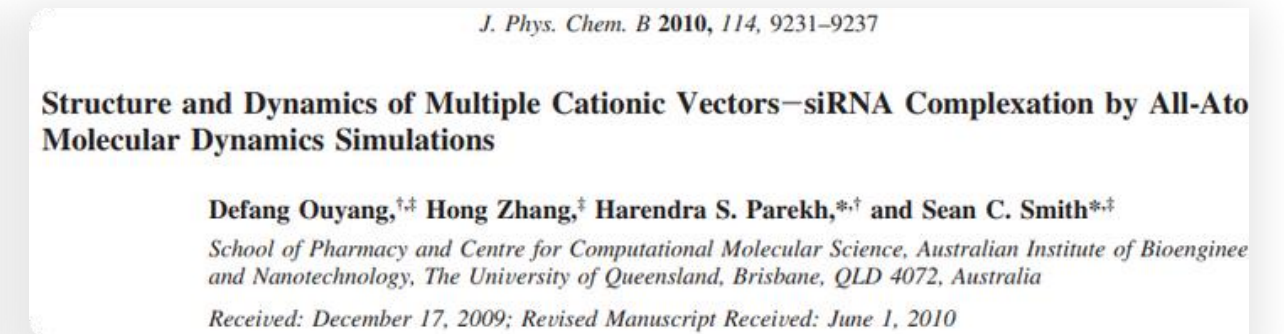 J. Phys. Chem. B 2010, 114, 9231–9237
Structure and Dynamics of Multiple Cationic Vectors−siRNA Complexation by All-Ato
Molecular Dynamics Simulations
Defang Ouyang,†,‡ Hong Zhang,‡ Harendra S. Parekh,*,† and Sean C. Smith*,‡
School of Pharmacy and Centre for Computational Molecular Science, Australian Institute of Bioenginee
and Nanotechnology, The University of Queensland, Brisbane, QLD 4072, Australia
Received: December 17, 2009; Revised Manuscript Received: June 1, 2010